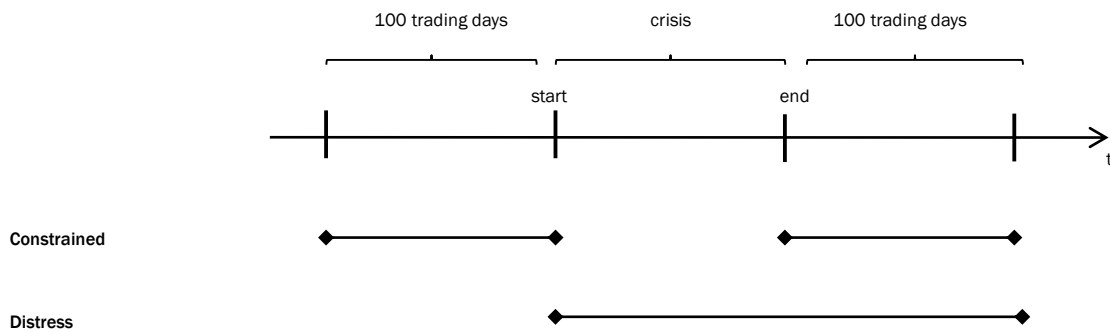 100 trading days crisis 100 trading days
start end
t
Constrained
Distress